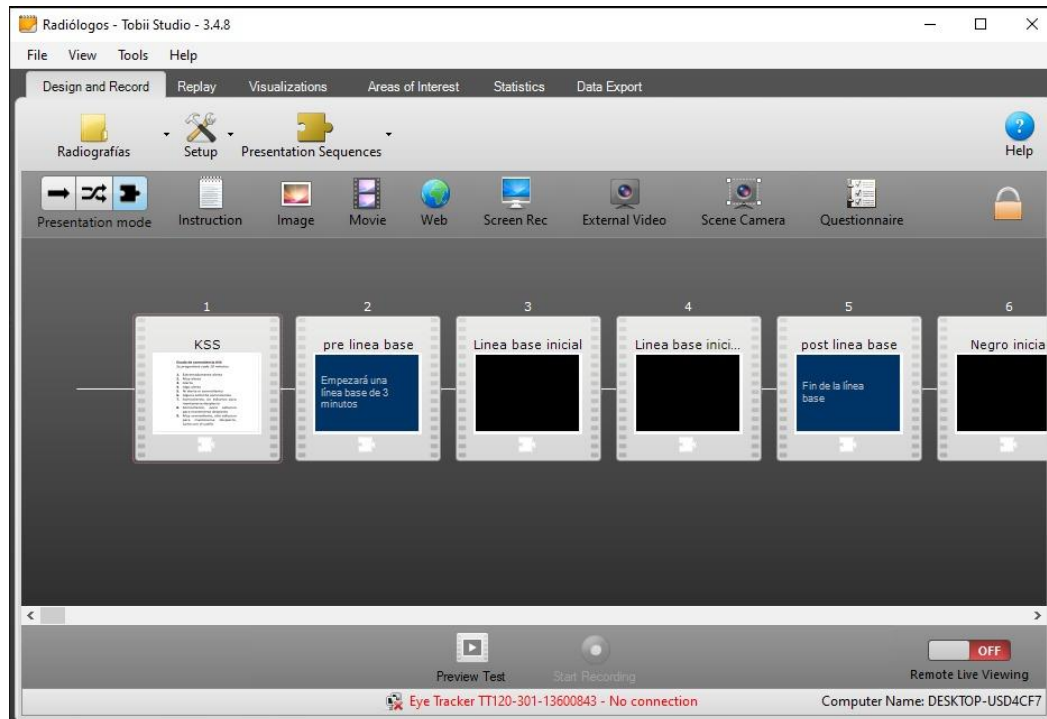 Radiólogos - Tobii Studio - 3.4.8
File View Tools Help
Design and Record Replay Visualizations Areas of Interest Statistics Data Export
Radiografías Setup Presentation Sequences Help
Presentation mode Instruction Image Movie Web Screen Rec External Video Scene Camera Questionnaire
1 2 3 4 5 6
KSS pre linea base Linea base inicial Linea base inici... post linea base Negro inicia
Empezará una
línea base de 3
minutos
Fin de la línea
base
Preview Test Start Recording
OFF
Remote Live Viewing
Eye Tracker TT120-301-13600843 - No connection Computer Name: DESKTOP-USD4CF7